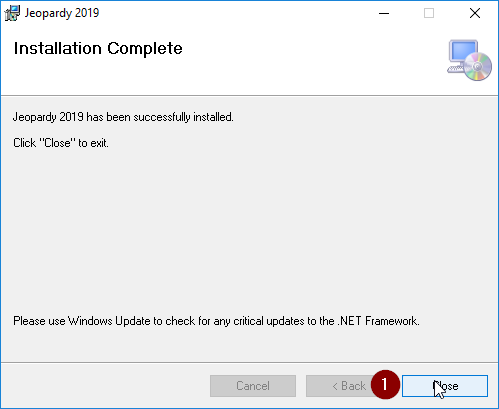 Jeopardy 2019
Installation Complete
Jeopardy 2019 has been successfully installed.
Click "Close" to exit.
Please use Windows Update to check for any critical updates to the .NET Framework.
Cancel
< Back
1
Close